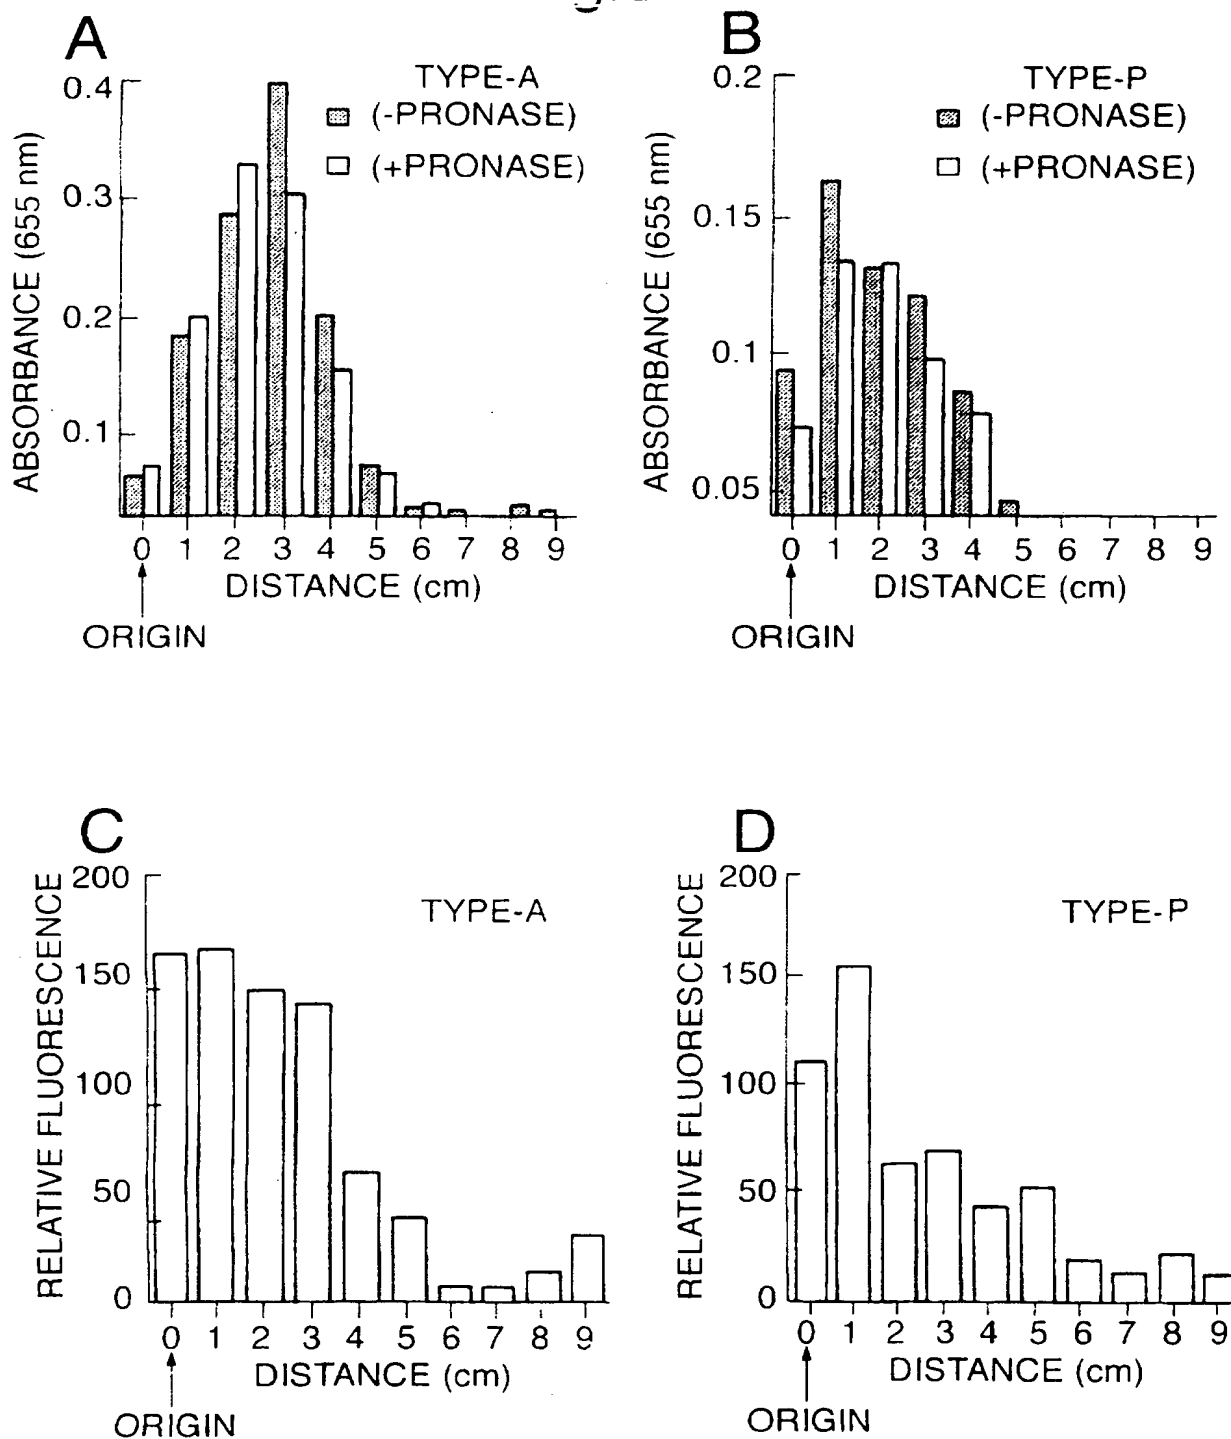 A
TYPE-A
(-PRONASE)
(+PRONASE)
ABSORBANCE (655 nm)
0.4
0.3
0.2
0.1
0 1 2 3 4 5 6 7 8 9
DISTANCE (cm)
ORIGIN
B
TYPE-P
(-PRONASE)
(+PRONASE)
ABSORBANCE (655 nm)
0.2
0.15
0.1
0.05
0 1 2 3 4 5 6 7 8 9
DISTANCE (cm)
ORIGIN
C
TYPE-A
RELATIVE FLUORESCENCE
200
150
100
50
0
0 1 2 3 4 5 6 7 8 9
DISTANCE (cm)
ORIGIN
D
TYPE-P
RELATIVE FLUORESCENCE
200
150
100
50
0
0 1 2 3 4 5 6 7 8 9
DISTANCE (cm)
ORIGIN